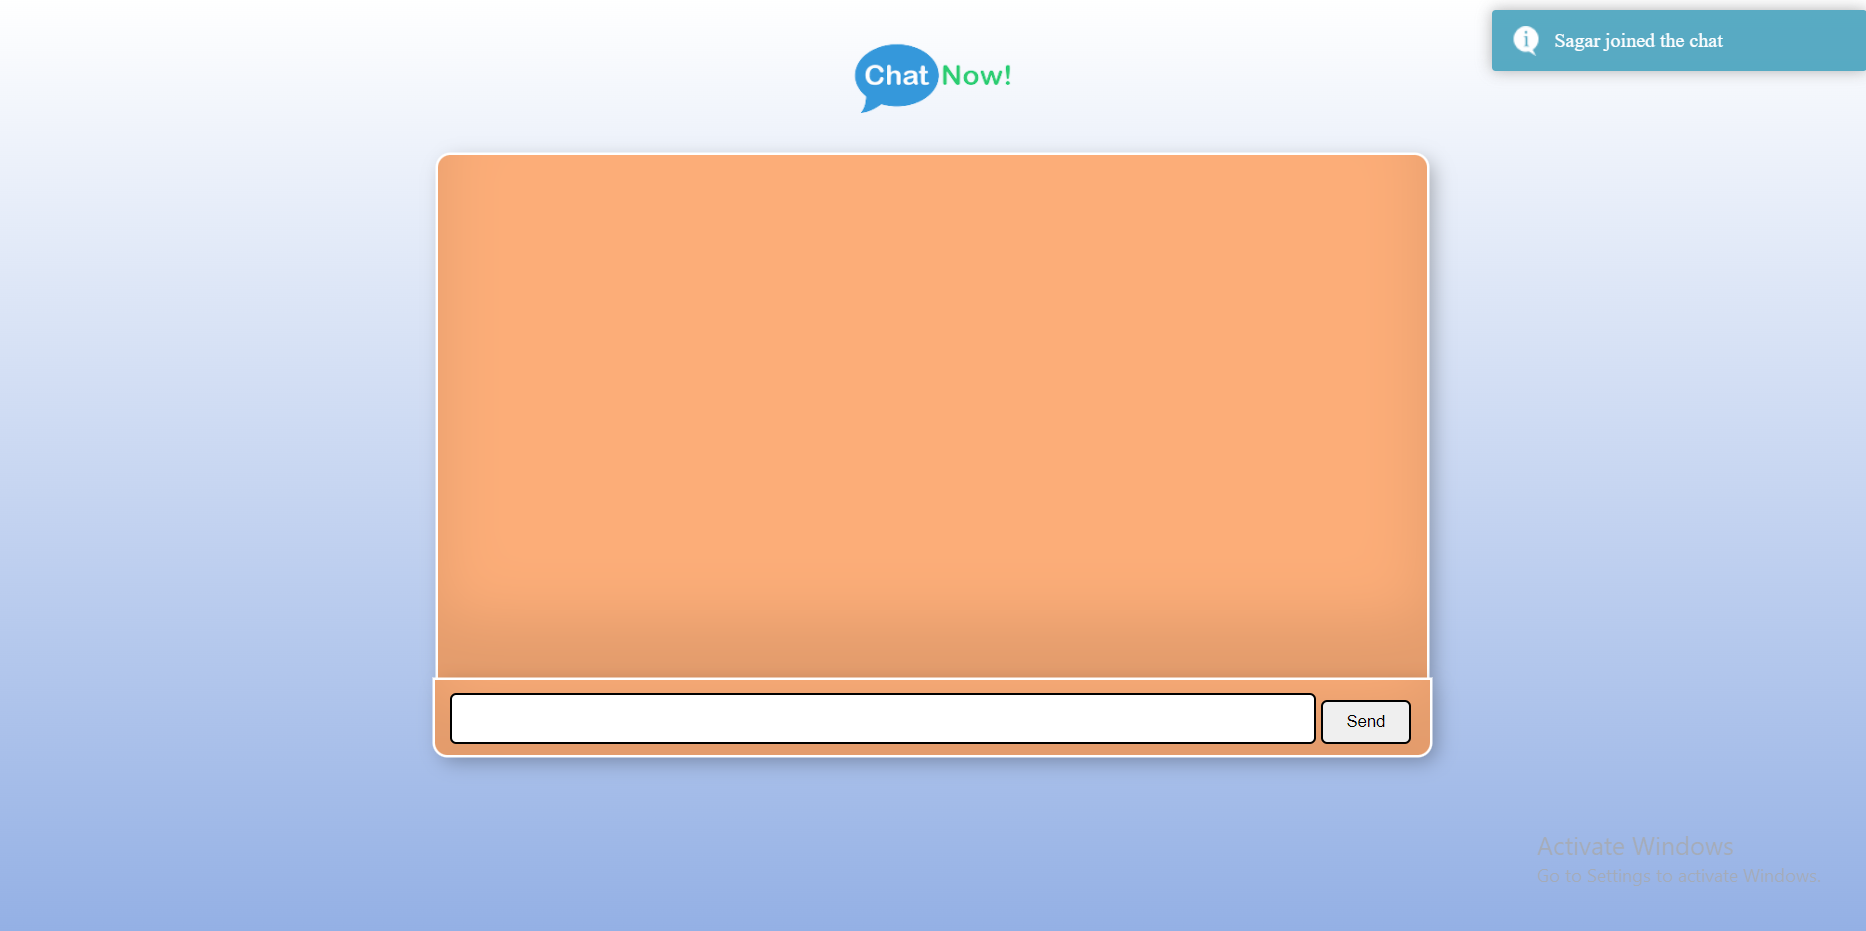 Sagar joined the chat
Chat Now!
Send
Activate Windows
Go to Settings to activate Windows.